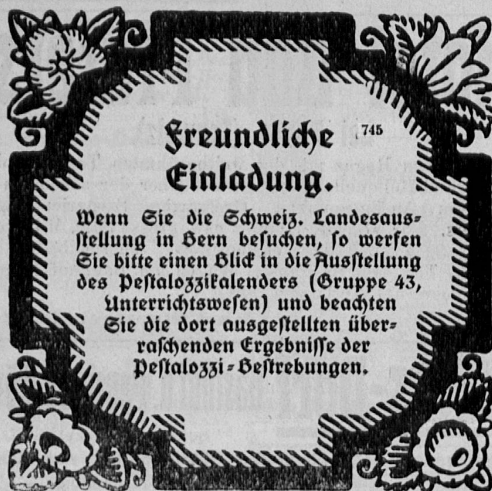 Freundliche 745
Einladung.
Wenn Sie die Schweiz. Landesaus-
stellung in Bern besuchen, so werfen
Sie bitte einen Blick in die Ausstellung
des Pestalozzikalenders (Gruppe 43,
Unterrichtswesen) und beachten
Sie die dort ausgestellten über-
raschenden Ergebnisse der
Pestalozzi-Bestrebungen.